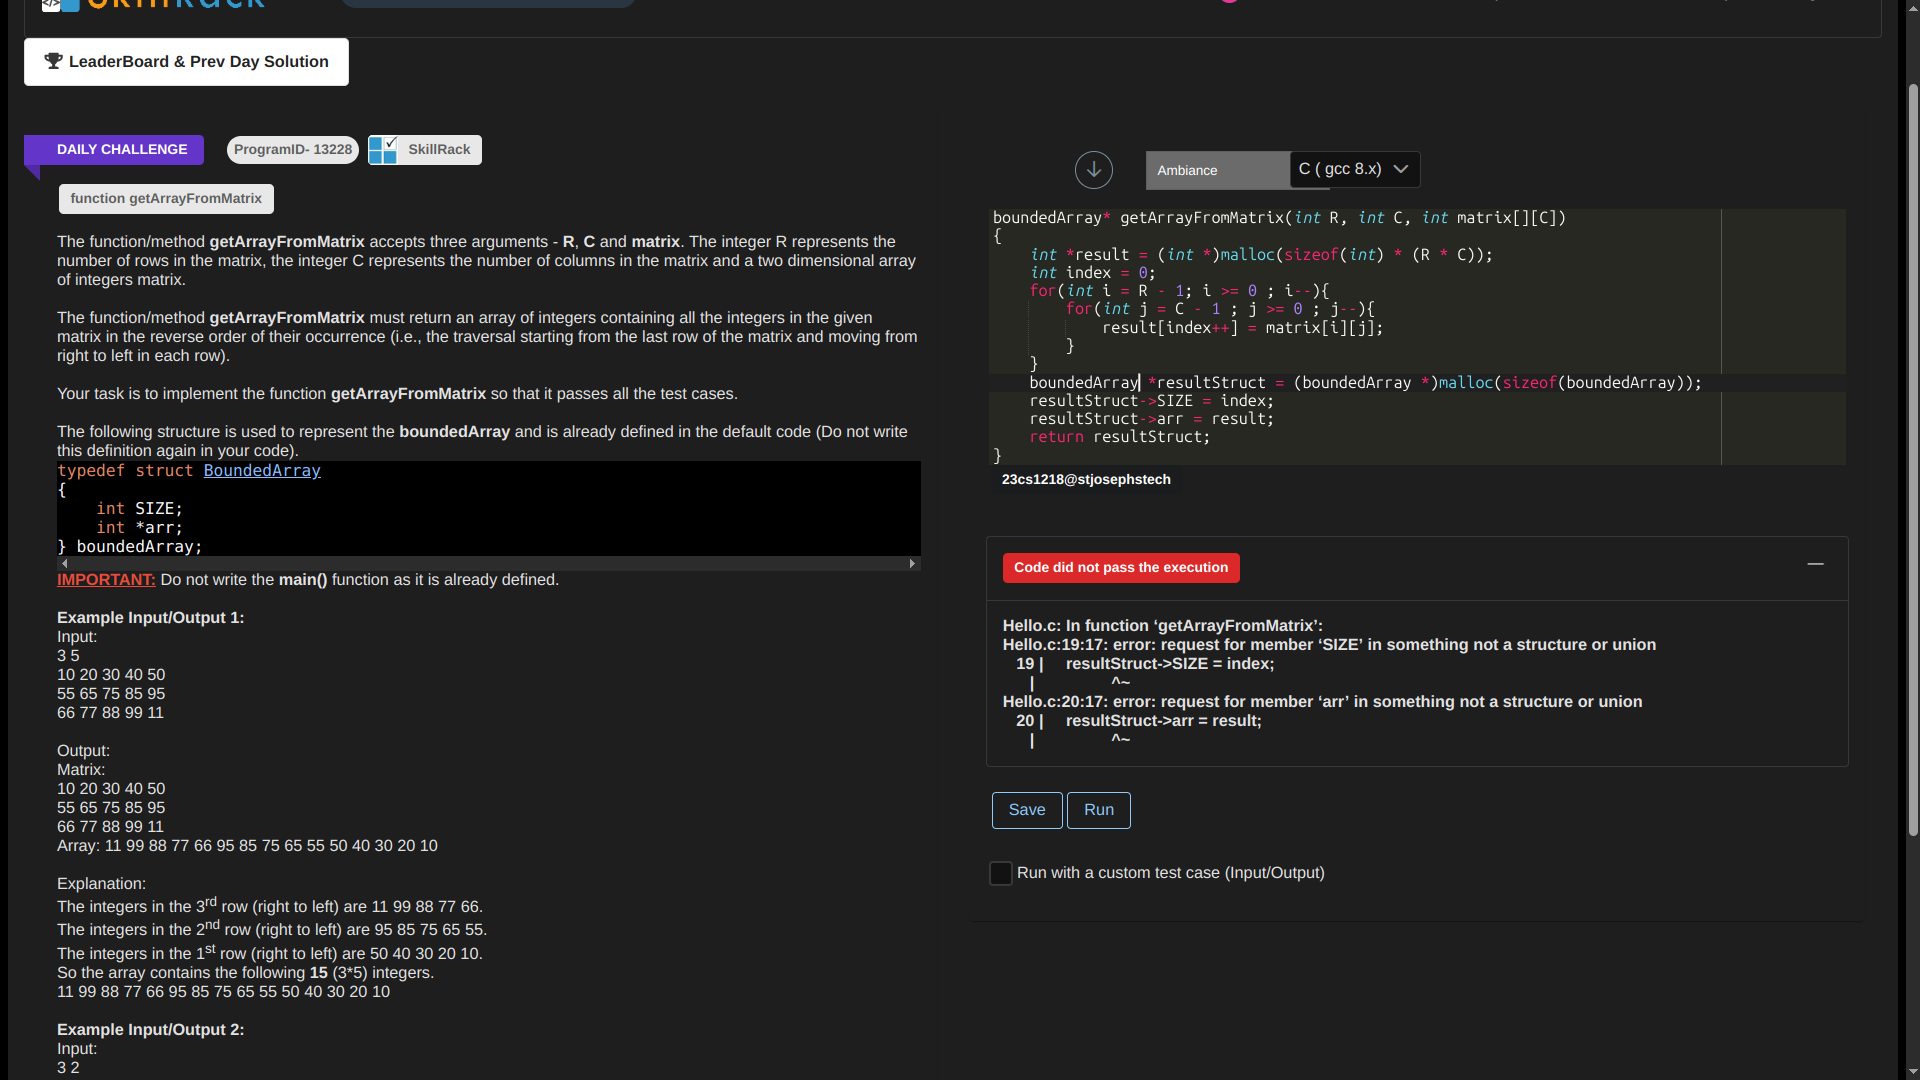 LeaderBoard & Prev Day Solution
DAILY CHALLENGE
ProgramID- 13228
SkillRack
function getArrayFromMatrix
The function/method getArrayFromMatrix accepts three arguments - R, C and matrix. The integer R represents the
number of rows in the matrix, the integer C represents the number of columns in the matrix and a two dimensional array
of integers matrix.
The function/method getArrayFromMatrix must return an array of integers containing all the integers in the given
matrix in the reverse order of their occurrence (i.e., the traversal starting from the last row of the matrix and moving from
right to left in each row).
Your task is to implement the function getArrayFromMatrix so that it passes all the test cases.
The following structure is used to represent the boundedArray and is already defined in the default code (Do not write
this definition again in your code).
typedef struct BoundedArray
{
    int SIZE;
    int *arr;
} boundedArray;
IMPORTANT: Do not write the main() function as it is already defined.
Example Input/Output 1:
Input:
3 5
10 20 30 40 50
55 65 75 85 95
66 77 88 99 11
Output:
Matrix:
10 20 30 40 50
55 65 75 85 95
66 77 88 99 11
Array: 11 99 88 77 66 95 85 75 65 55 50 40 30 20 10
Explanation:
The integers in the 3rd row (right to left) are 11 99 88 77 66.
The integers in the 2nd row (right to left) are 95 85 75 65 55.
The integers in the 1st row (right to left) are 50 40 30 20 10.
So the array contains the following 15 (3*5) integers.
11 99 88 77 66 95 85 75 65 55 50 40 30 20 10
Example Input/Output 2:
Input:
3 2
Ambiance
C ( gcc 8.x)
boundedArray* getArrayFromMatrix(int R, int C, int matrix[][C])
{
    int *result = (int *)malloc(sizeof(int) * (R * C));
    int index = 0;
    for(int i = R - 1; i >= 0 ; i--){
        for(int j = C - 1 ; j >= 0 ; j--){
            result[index++] = matrix[i][j];
        }
    }
    boundedArray *resultStruct = (boundedArray *)malloc(sizeof(boundedArray));
    resultStruct->SIZE = index;
    resultStruct->arr = result;
    return resultStruct;
}
23cs1218@stjosephstech
Code did not pass the execution
Hello.c: In function ‘getArrayFromMatrix’:
Hello.c:19:17: error: request for member ‘SIZE’ in something not a structure or union
19 |     resultStruct->SIZE = index;
|                 ^~
Hello.c:20:17: error: request for member ‘arr’ in something not a structure or union
20 |     resultStruct->arr = result;
|                 ^~
Save
Run
Run with a custom test case (Input/Output)